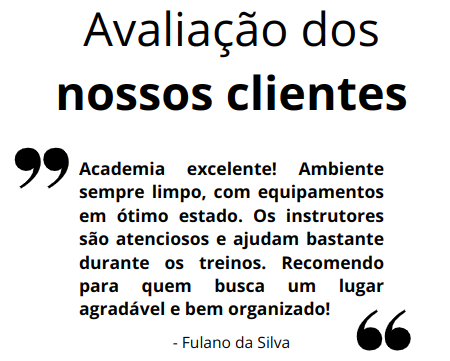 Avaliação dos
nossos clientes
❟❟
Academia excelente! Ambiente
sempre limpo, com equipamentos
em ótimo estado. Os instrutores
são atenciosos e ajudam bastante
durante os treinos. Recomendo
para quem busca um lugar
agradável e bem organizado!
- Fulano da Silva
“